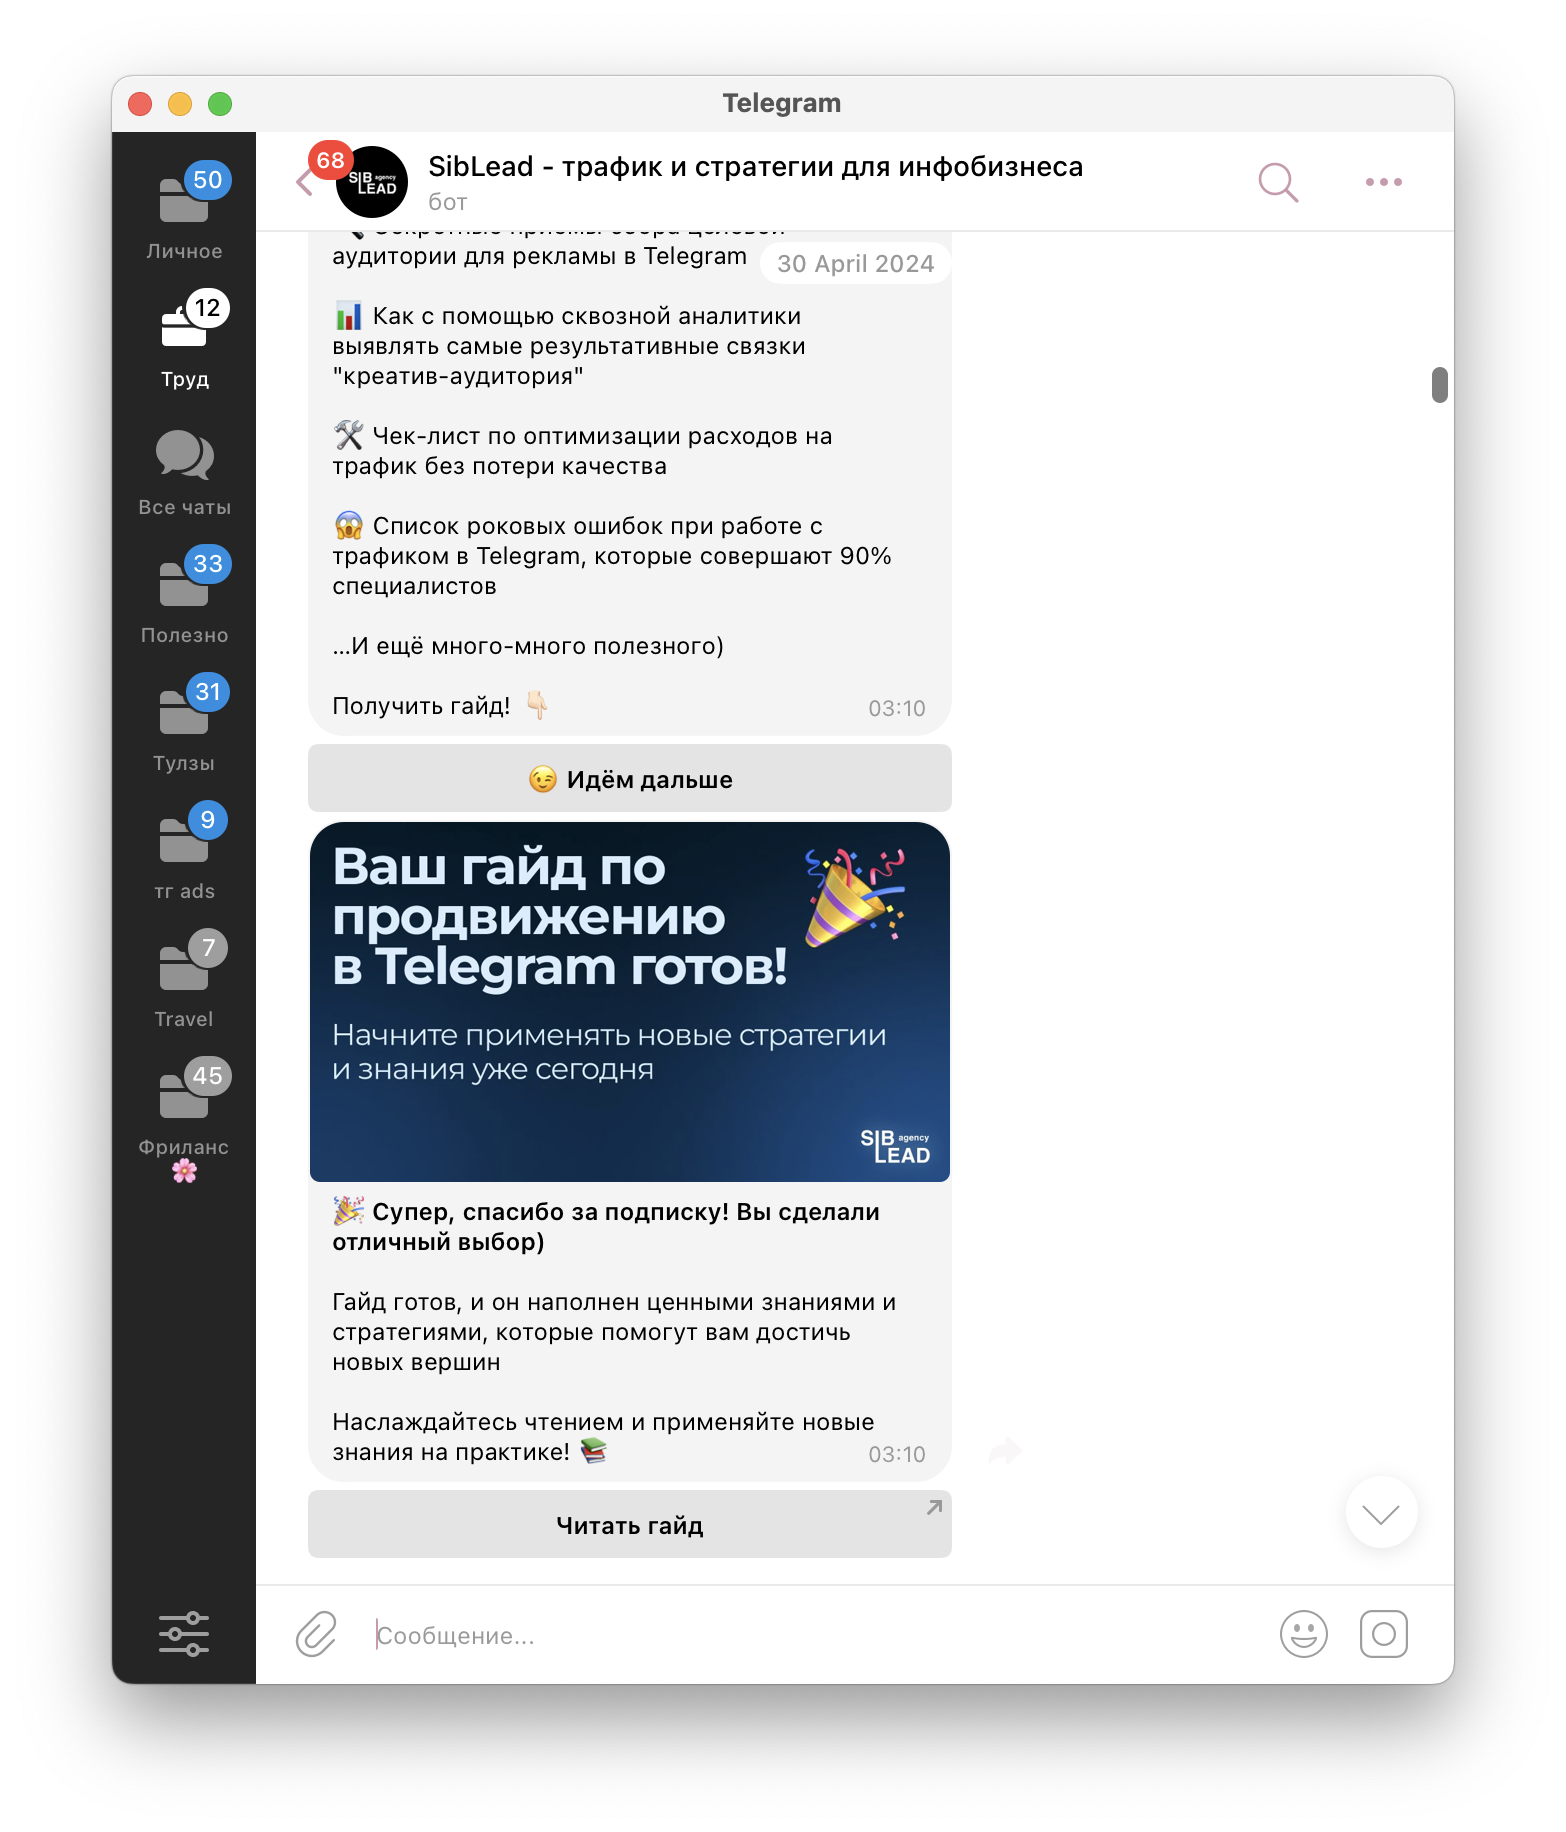 Telegram
50
Личное
12
Труд
Все чаты
33
Полезно
31
Тулзы
9
тг ads
7
Travel
45
Фриланс
68
SIB agency
LEAD
SibLead - трафик и стратегии для инфобизнеса
бот
Секретные приёмы сбора целевой
аудитории для рекламы в Telegram
30 April 2024
Как с помощью сквозной аналитики
выявлять самые результативные связки
"креатив-аудитория"
Чек-лист по оптимизации расходов на
трафик без потери качества
Список роковых ошибок при работе с
трафиком в Telegram, которые совершают 90%
специалистов
...И ещё много-много полезного)
Получить гайд!
03:10
Идём дальше
Ваш гайд по
продвижению
в Telegram готов!
Начните применять новые стратегии
и знания уже сегодня
SIB agency
LEAD
Супер, спасибо за подписку! Вы сделали
отличный выбор)
Гайд готов, и он наполнен ценными знаниями и
стратегиями, которые помогут вам достичь
новых вершин
Наслаждайтесь чтением и применяйте новые
знания на практике!
03:10
Читать гайд
Сообщение...